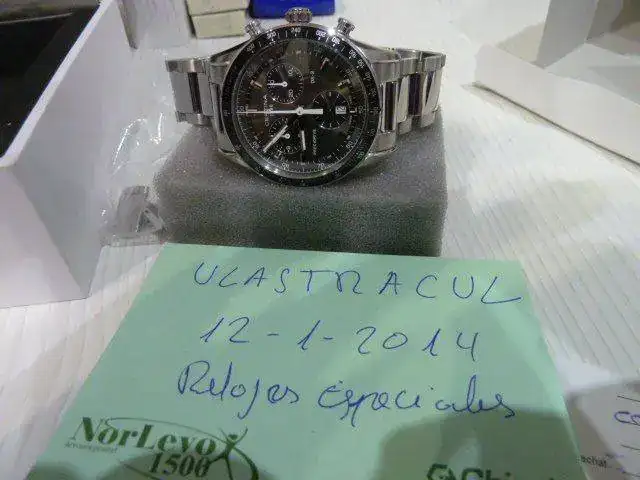 ULASTRACUL
12-1-2014
Relojes Especiales
NorLevo
1500